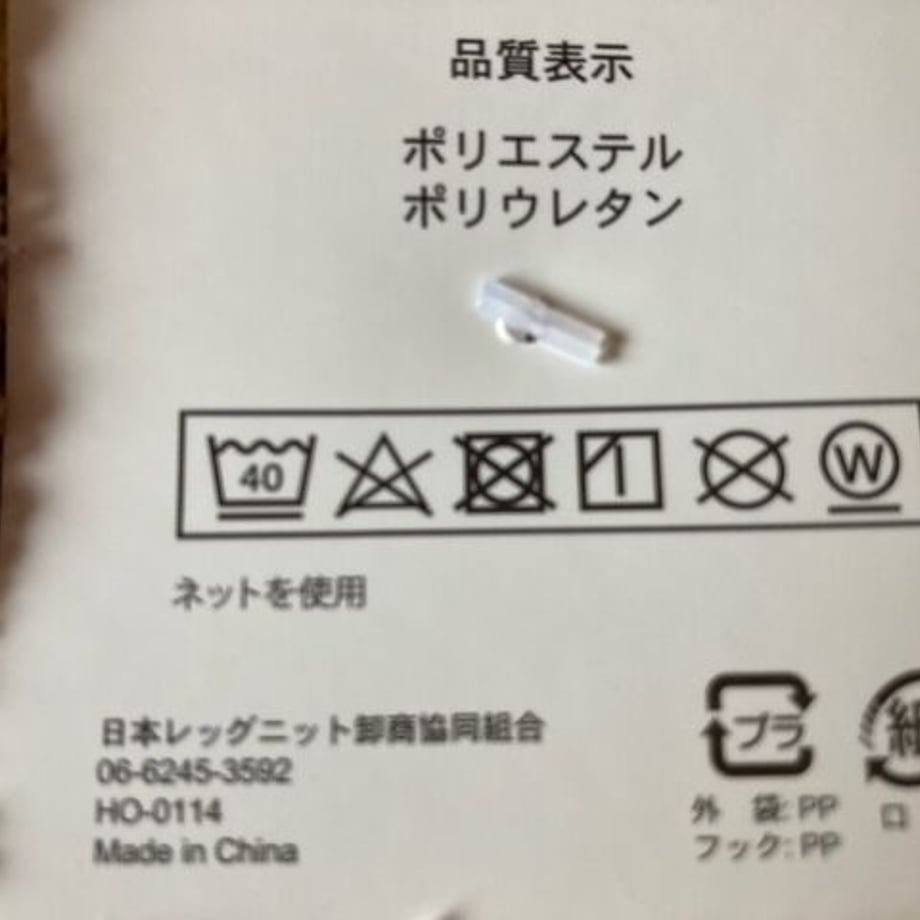 品質表示
ポリエステル
ポリウレタン
40
W
ネットを使用
日本レッグニット卸商協同組合
06-6245-3592
HO-0114
Made in China
プラ
外 袋: PP
フック: PP